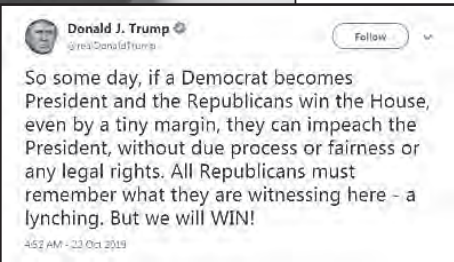 Donald J. Trump
@realDonaldTrump
Follow
So some day, if a Democrat becomes
President and the Republicans win the House,
even by a tiny margin, they can impeach the
President, without due process or fairness or
any legal rights. All Republicans must
remember what they are witnessing here - a
lynching. But we will WIN!
4:52 AM - 22 Oct 2019